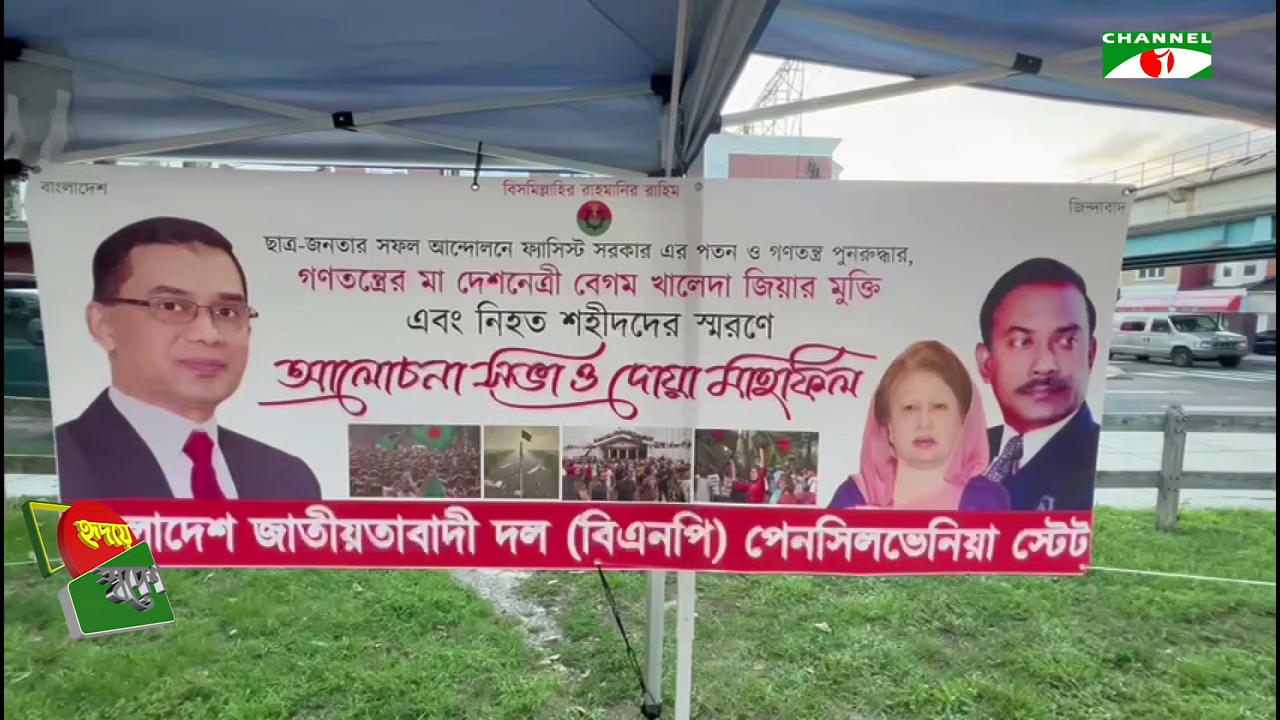 CHANNEL
i
বাংলাদেশ
বিসমিল্লাহির রাহমানির রাহিম
জিন্দাবাদ
ছাত্র-জনতার সফল আন্দোলনে ফ্যাসিস্ট সরকার এর পতন ও গণতন্ত্র পুনরুদ্ধার,
গণতন্ত্রের মা দেশনেত্রী বেগম খালেদা জিয়ার মুক্তি
এবং নিহত শহীদদের স্মরণে
আলোচনা সভা ও দোয়া মাহফিল
লাদেশ জাতীয়তাবাদী দল (বিএনপি) পেনসিলভেনিয়া স্টেট
হৃদয়ে